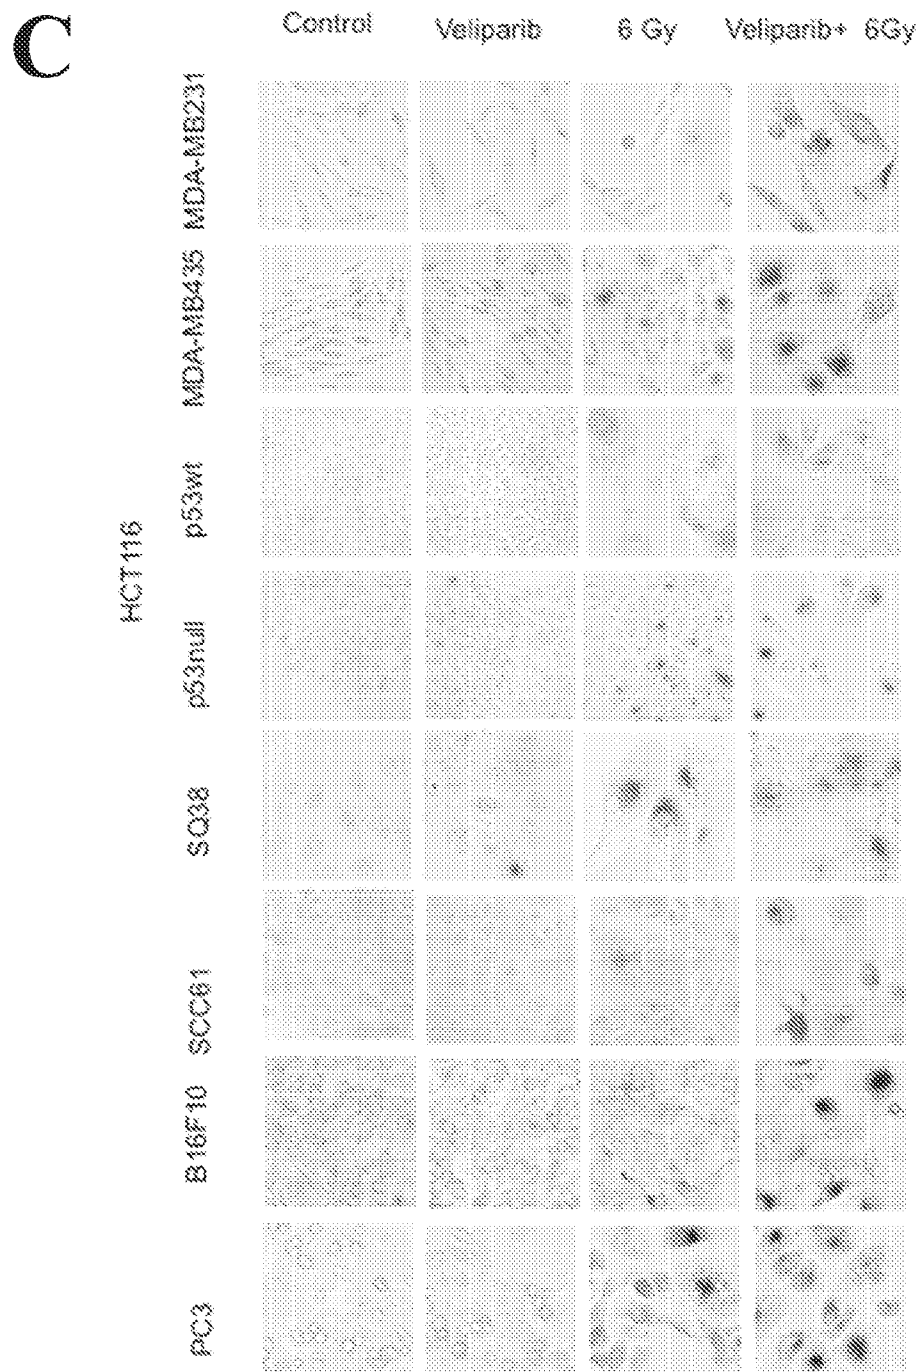 C
Control Veliparib 6 Gy Veliparib+ 6Gy
MDA-MB231
MDA-MB435
HCT116
p53wt
p53null
SQ38
SCC61
B16F10
PC3